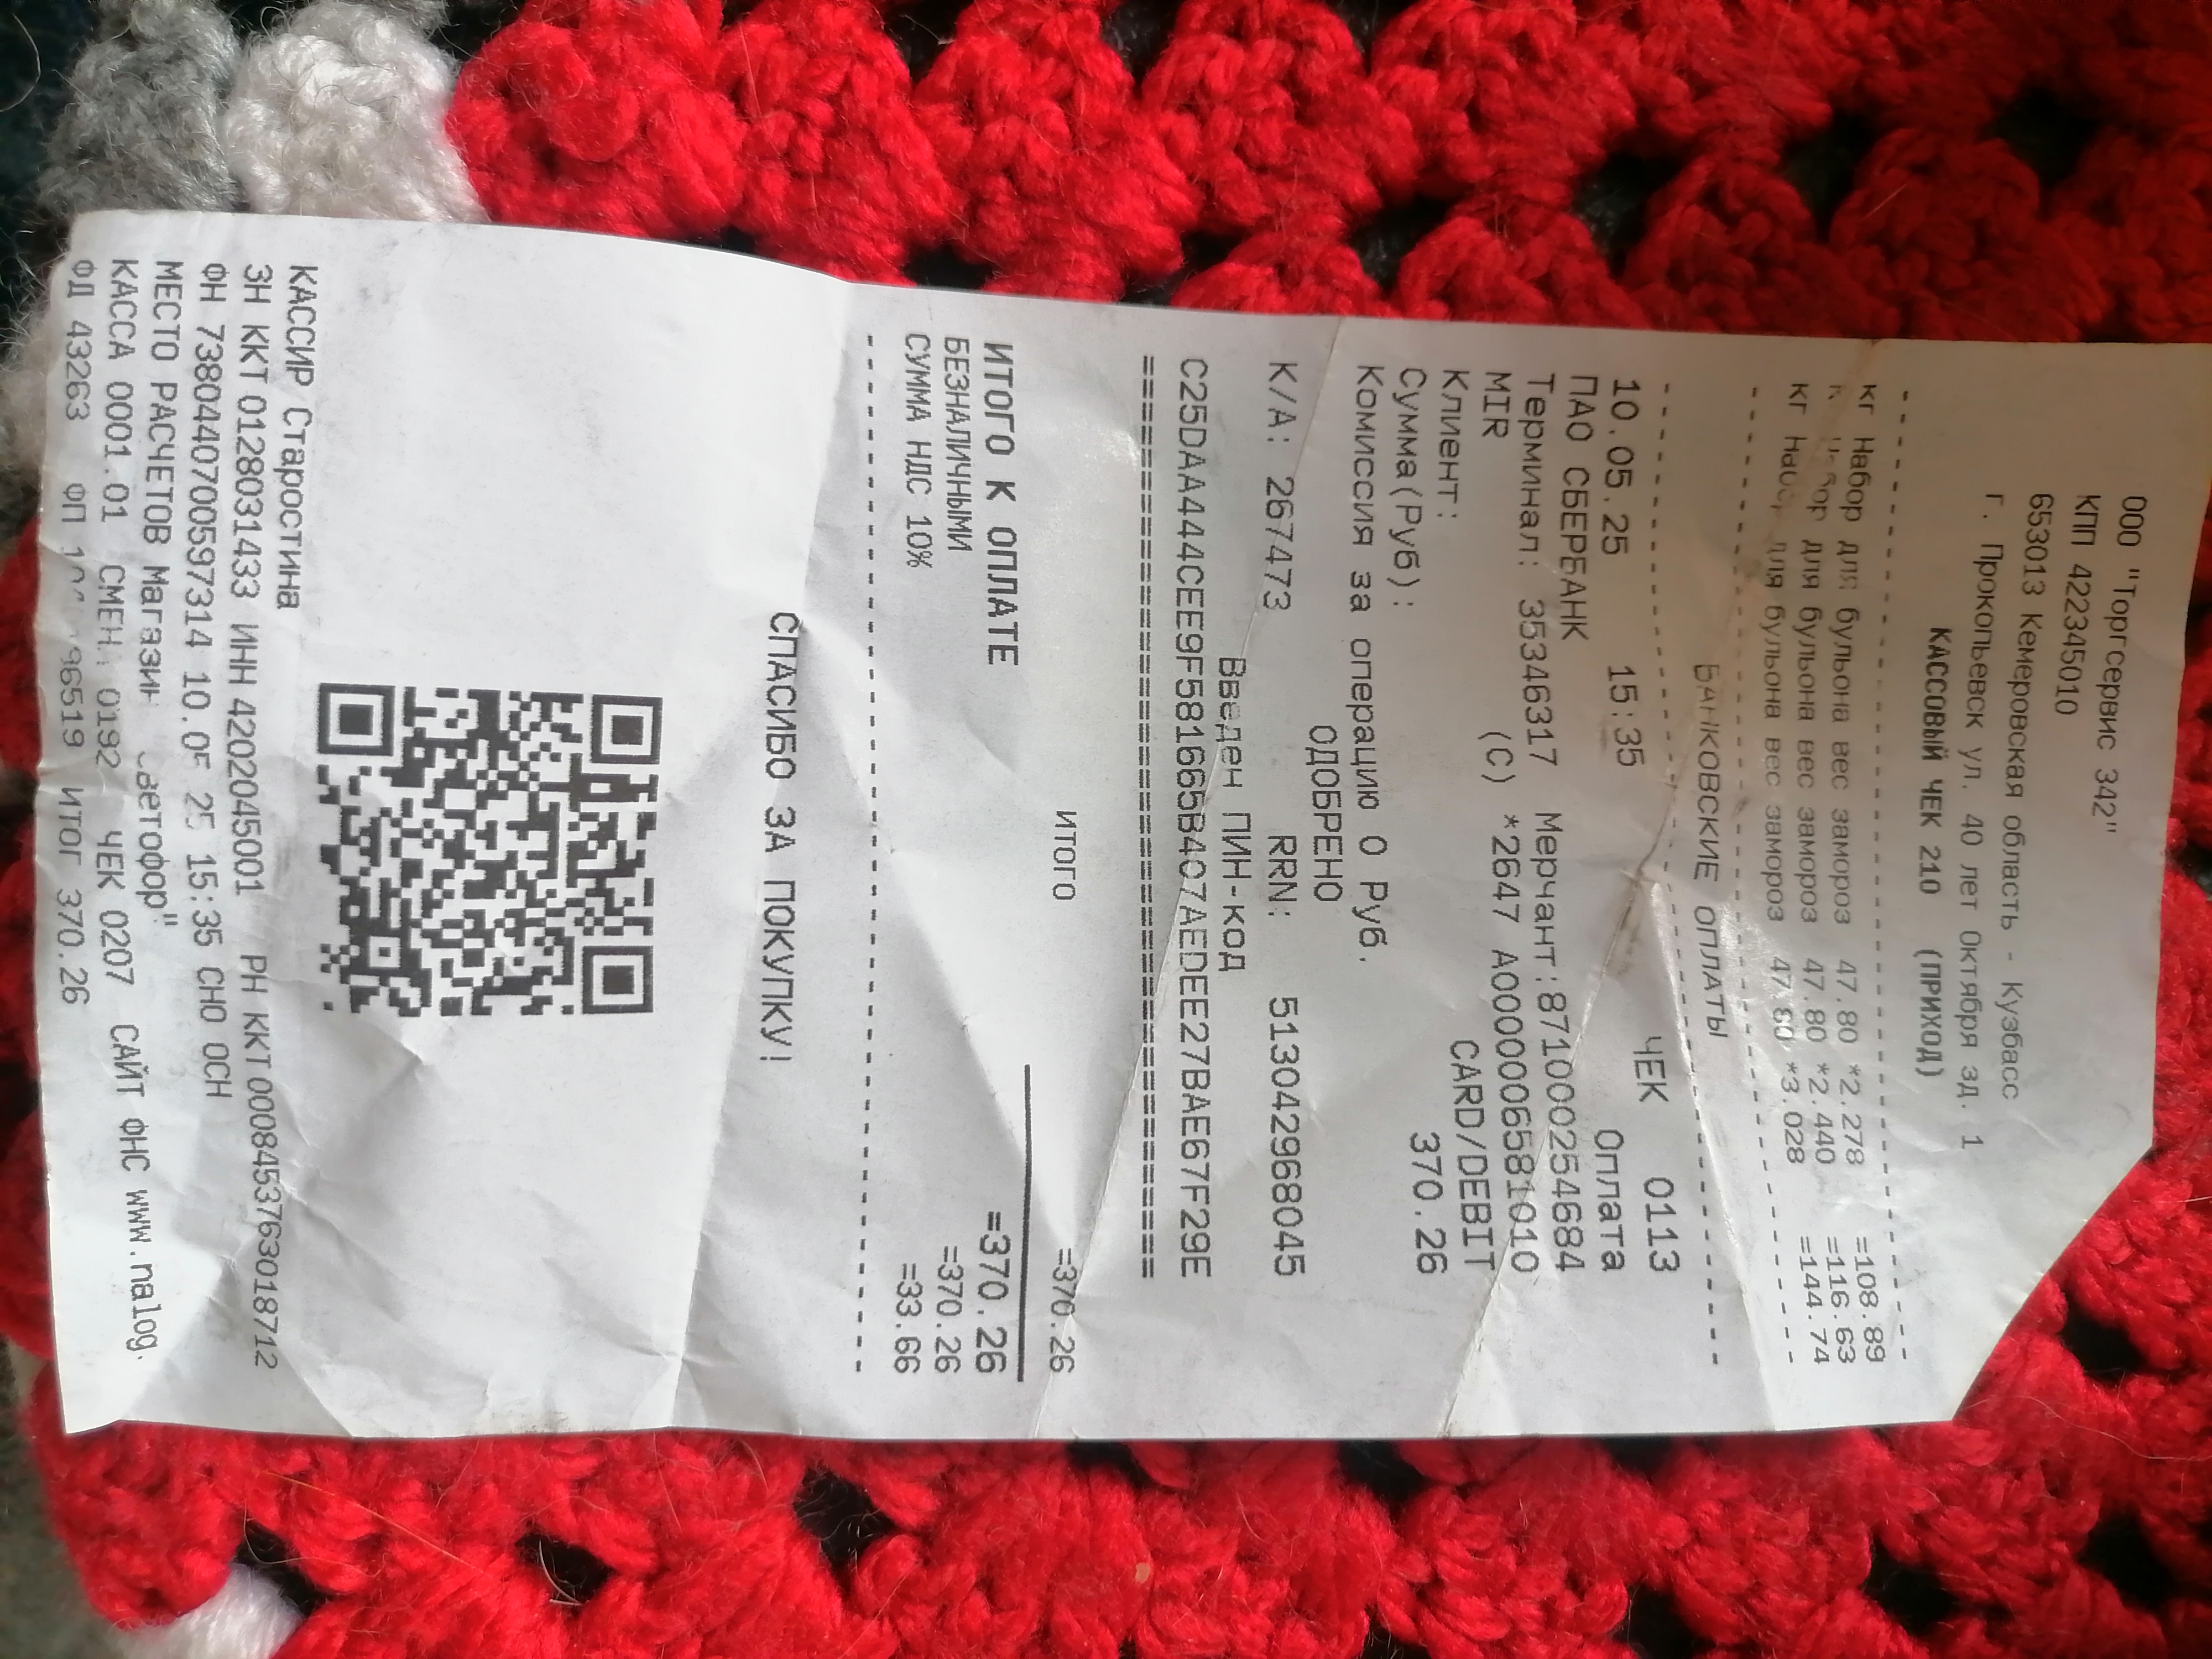 ООО "Торгсервис 342"
КПП 422345010
653013 Кемеровская область - Кузбасс
г. Прокопьевск ул. 40 лет Октября зд. 1
КАССОВЫЙ ЧЕК 210 (ПРИХОД)
кг Набор для бульона вес замороз 47.80 *2.278 =108.89
для бульона вес замороз 47.80 *2.440 =116.63
кг для бульона вес замороз 47.80 *3.028 =144.74
БАНКОВСКИЕ ОПЛАТЫ
ЧЕК 0113
10.05.25 15:35 Оплата
ПАО СБЕРБАНК
Терминал: 35346317 Мерчант:871000254684
MIR (C) *2647 A0000006581010
Клиент: CARD/DEBIT
Сумма(Руб): 370.26
Комиссия за операцию 0 Руб.
ОДОБРЕНО
К/А: 267473 RRN: 513042968045
Введен ПИН-код
C25DAA444CEE9F581665B407AEDEE27BAE67F29E
================================
ИТОГО =370.26
ИТОГО К ОПЛАТЕ =370.26
БЕЗНАЛИЧНЫМИ =370.26
СУММА НДС 10% =33.66
СПАСИБО ЗА ПОКУПКУ!
КАССИР Старостина
ЗН ККТ 0128031433 ИНН 4202045001 РН ККТ 0008453763018712
ФН 7380440700597314 10.05 25 15:35 СНО ОСН
МЕСТО РАСЧЕТОВ Магазин
КАССА 0001.01 0192 ЧЕК 0207 САЙТ ФНС www.nalog.
ФД 43263 ФП ИТОГ 370.26